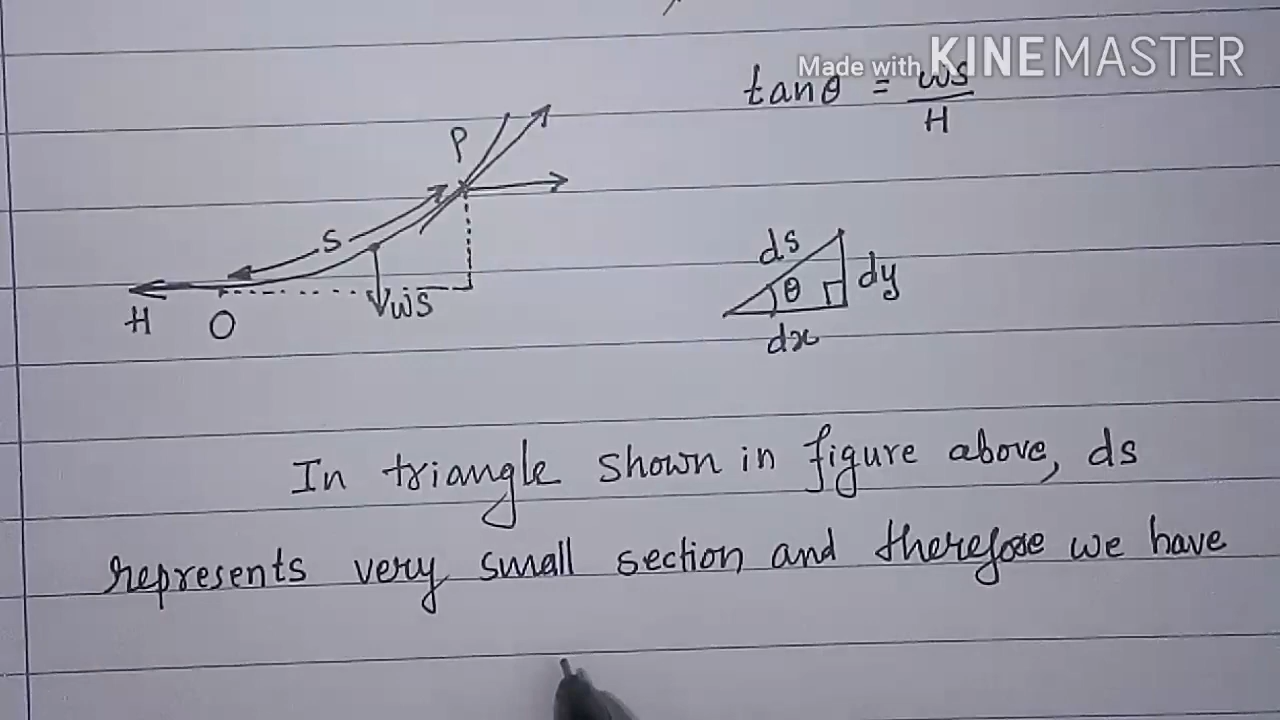 Made with KINEMASTER
tanθ = ws/H
P
S
H
O
ws
ds
θ
dy
dx
In triangle shown in figure above, ds
represents very small section and therefore we have